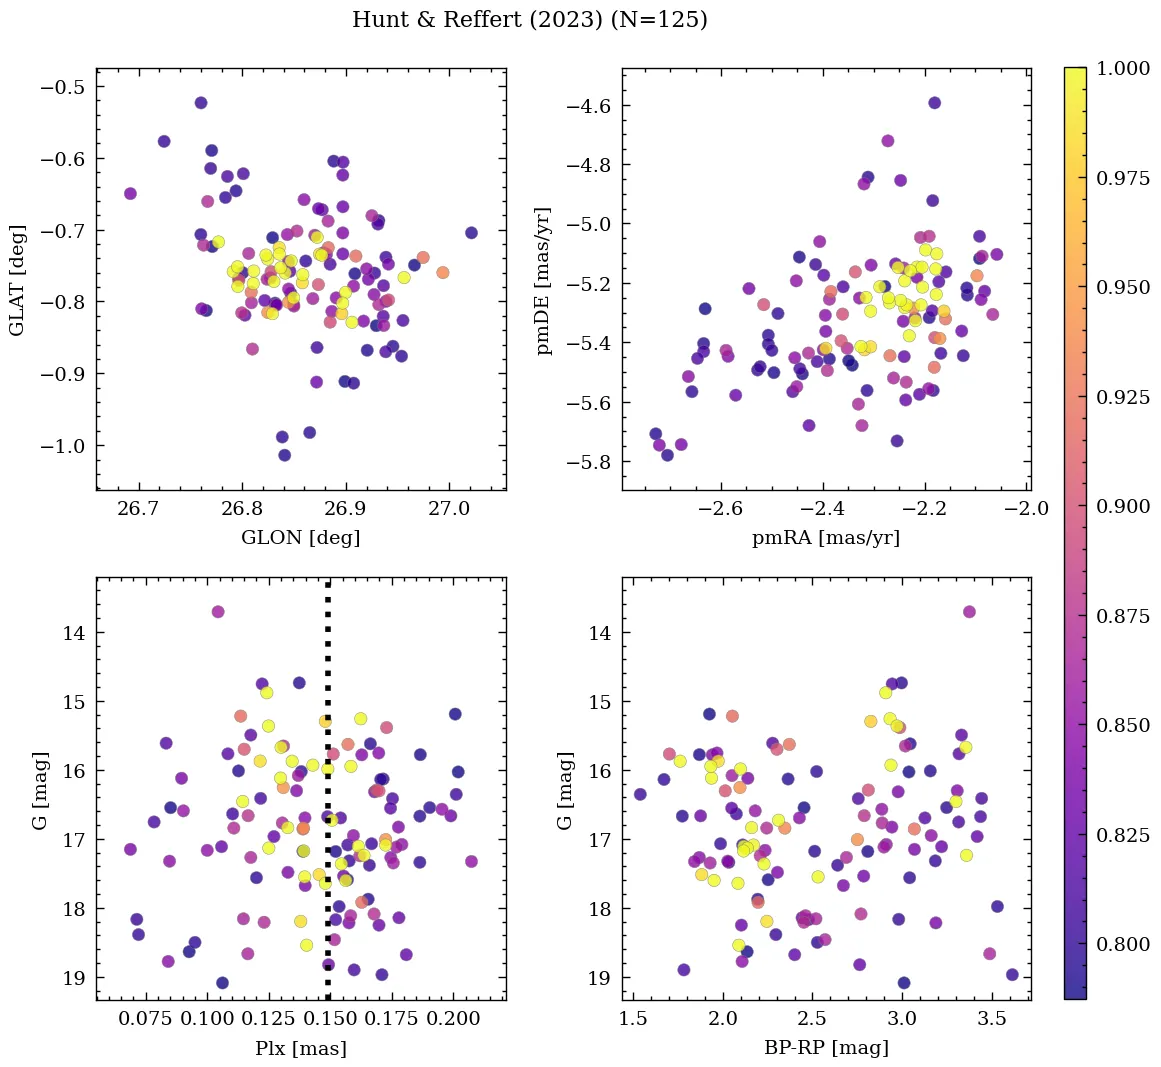 Hunt & Reffert (2023) (N=125)
−0.5
−0.6
−0.7
−0.8
−0.9
−1.0
GLAT [deg]
26.7 26.8 26.9 27.0
GLON [deg]
−4.6
−4.8
−5.0
−5.2
−5.4
−5.6
−5.8
pmDE [mas/yr]
−2.6 −2.4 −2.2 −2.0
pmRA [mas/yr]
14
15
16
17
18
19
G [mag]
0.075 0.100 0.125 0.150 0.175 0.200
Plx [mas]
14
15
16
17
18
19
G [mag]
1.5 2.0 2.5 3.0 3.5
BP-RP [mag]
1.000
0.975
0.950
0.925
0.900
0.875
0.850
0.825
0.800